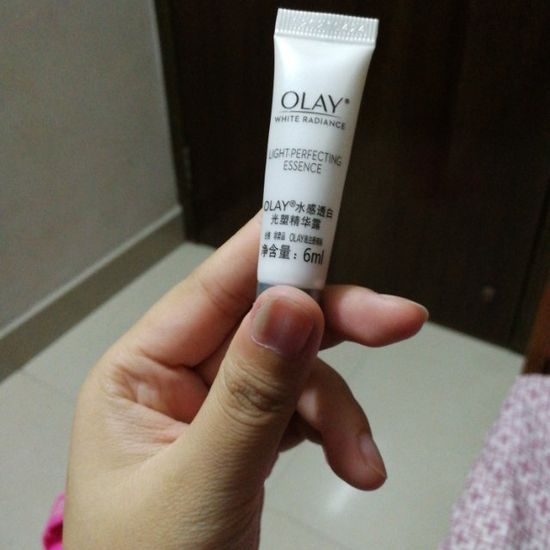 OLAY®
WHITE RADIANCE
LIGHT-PERFECTING
ESSENCE
OLAY®水感透白
光塑精华露
净含量：6ml